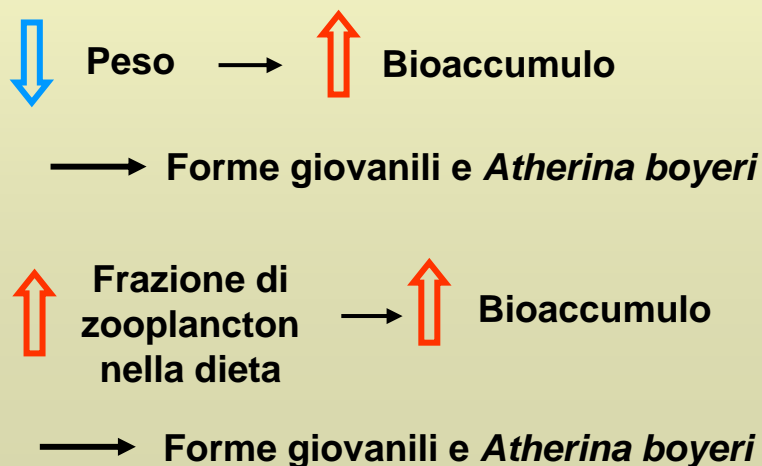 Peso Bioaccumulo
Forme giovanili e Atherina boyeri
Frazione di
zooplancton
nella dieta
Bioaccumulo
Forme giovanili e Atherina boyeri